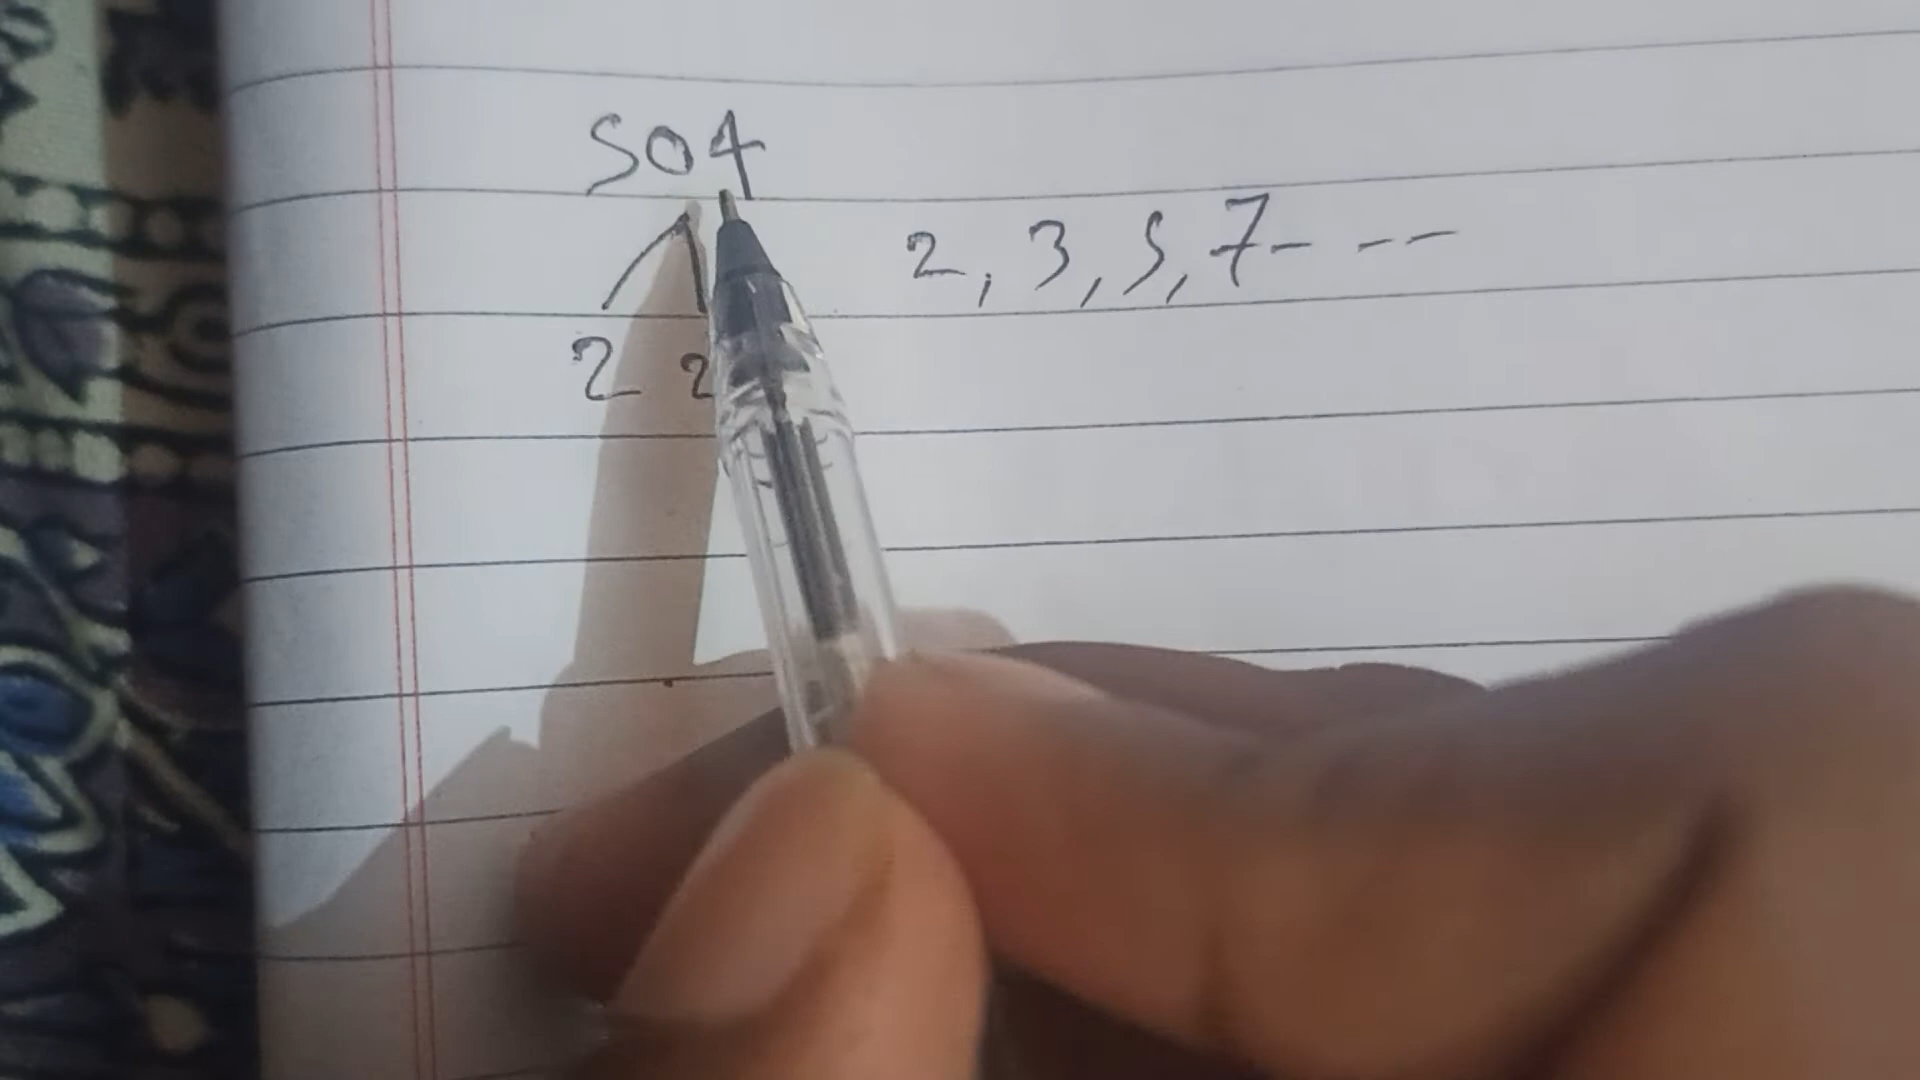 504
2, 3, 5, 7- --
2 2